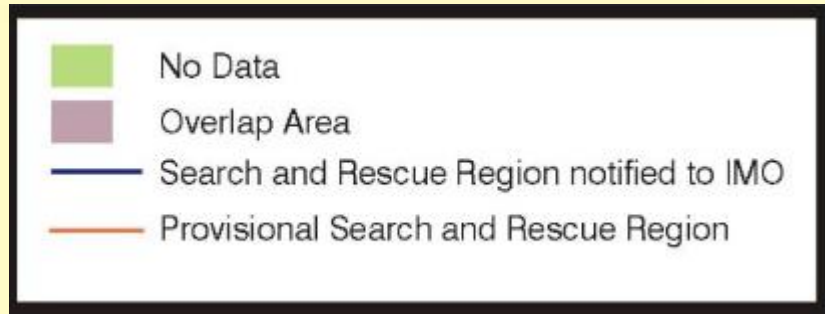 No Data
Overlap Area
Search and Rescue Region notified to IMO
Provisional Search and Rescue Region